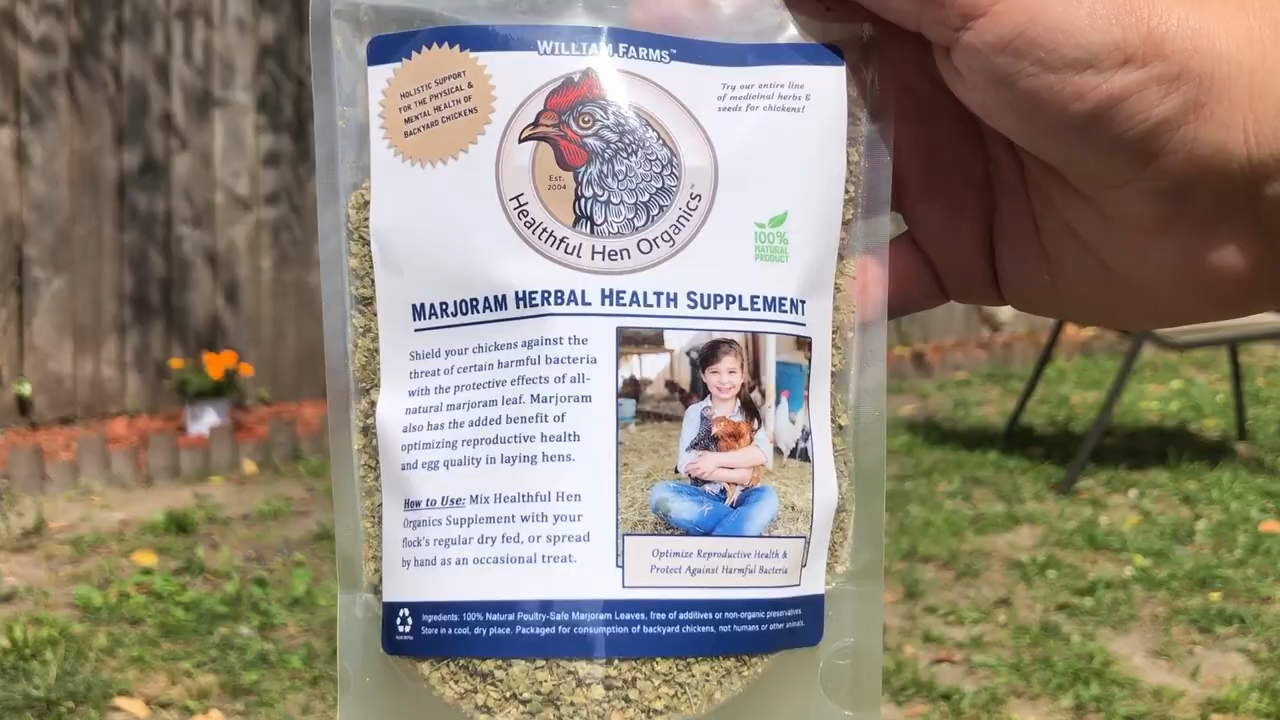 WILLIAM FARMS™
HOLISTIC SUPPORT
FOR THE PHYSICAL &
MENTAL HEALTH OF
BACKYARD CHICKENS
Try our entire line
of medicinal herbs &
seeds for chickens!
Est.
2004
Healthful Hen Organics™
100%
NATURAL
PRODUCT
MARJORAM HERBAL HEALTH SUPPLEMENT
Shield your chickens against the
threat of certain harmful bacteria
with the protective effects of all-
natural marjoram leaf. Marjoram
also has the added benefit of
optimizing reproductive health
and egg quality in laying hens.
How to Use: Mix Healthful Hen
Organics Supplement with your
flock's regular dry fed, or spread
by hand as an occasional treat.
Optimize Reproductive Health &
Protect Against Harmful Bacteria
Ingredients: 100% Natural Poultry-Safe Marjoram Leaves, free of additives or non-organic preservatives.
Store in a cool, dry place. Packaged for consumption of backyard chickens, not humans or other animals.